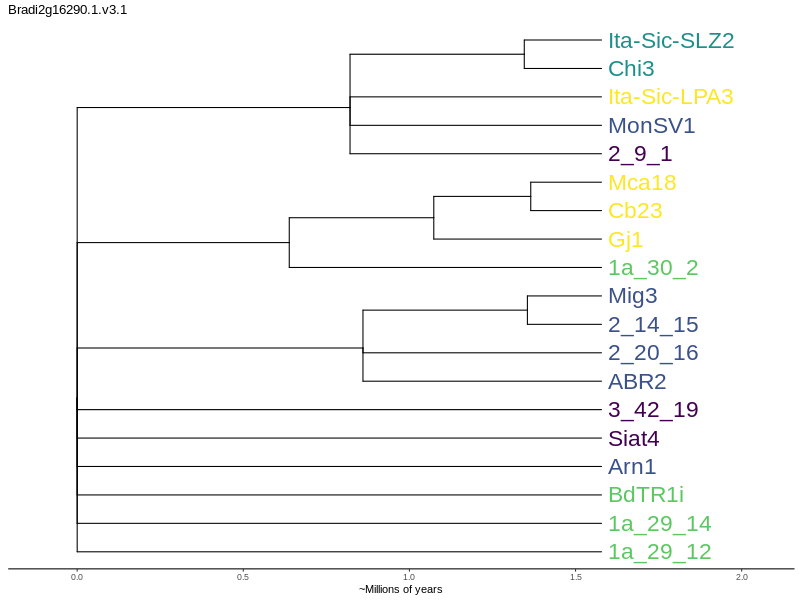 Bradi2g16290.1.v3.1
Ita-Sic-SLZ2
Chi3
Ita-Sic-LPA3
MonSV1
2_9_1
Mca18
Cb23
Gj1
1a_30_2
Mig3
2_14_15
2_20_16
ABR2
3_42_19
Siat4
Arn1
BdTR1i
1a_29_14
1a_29_12
0.0 0.5 1.0 1.5 2.0
~Millions of years